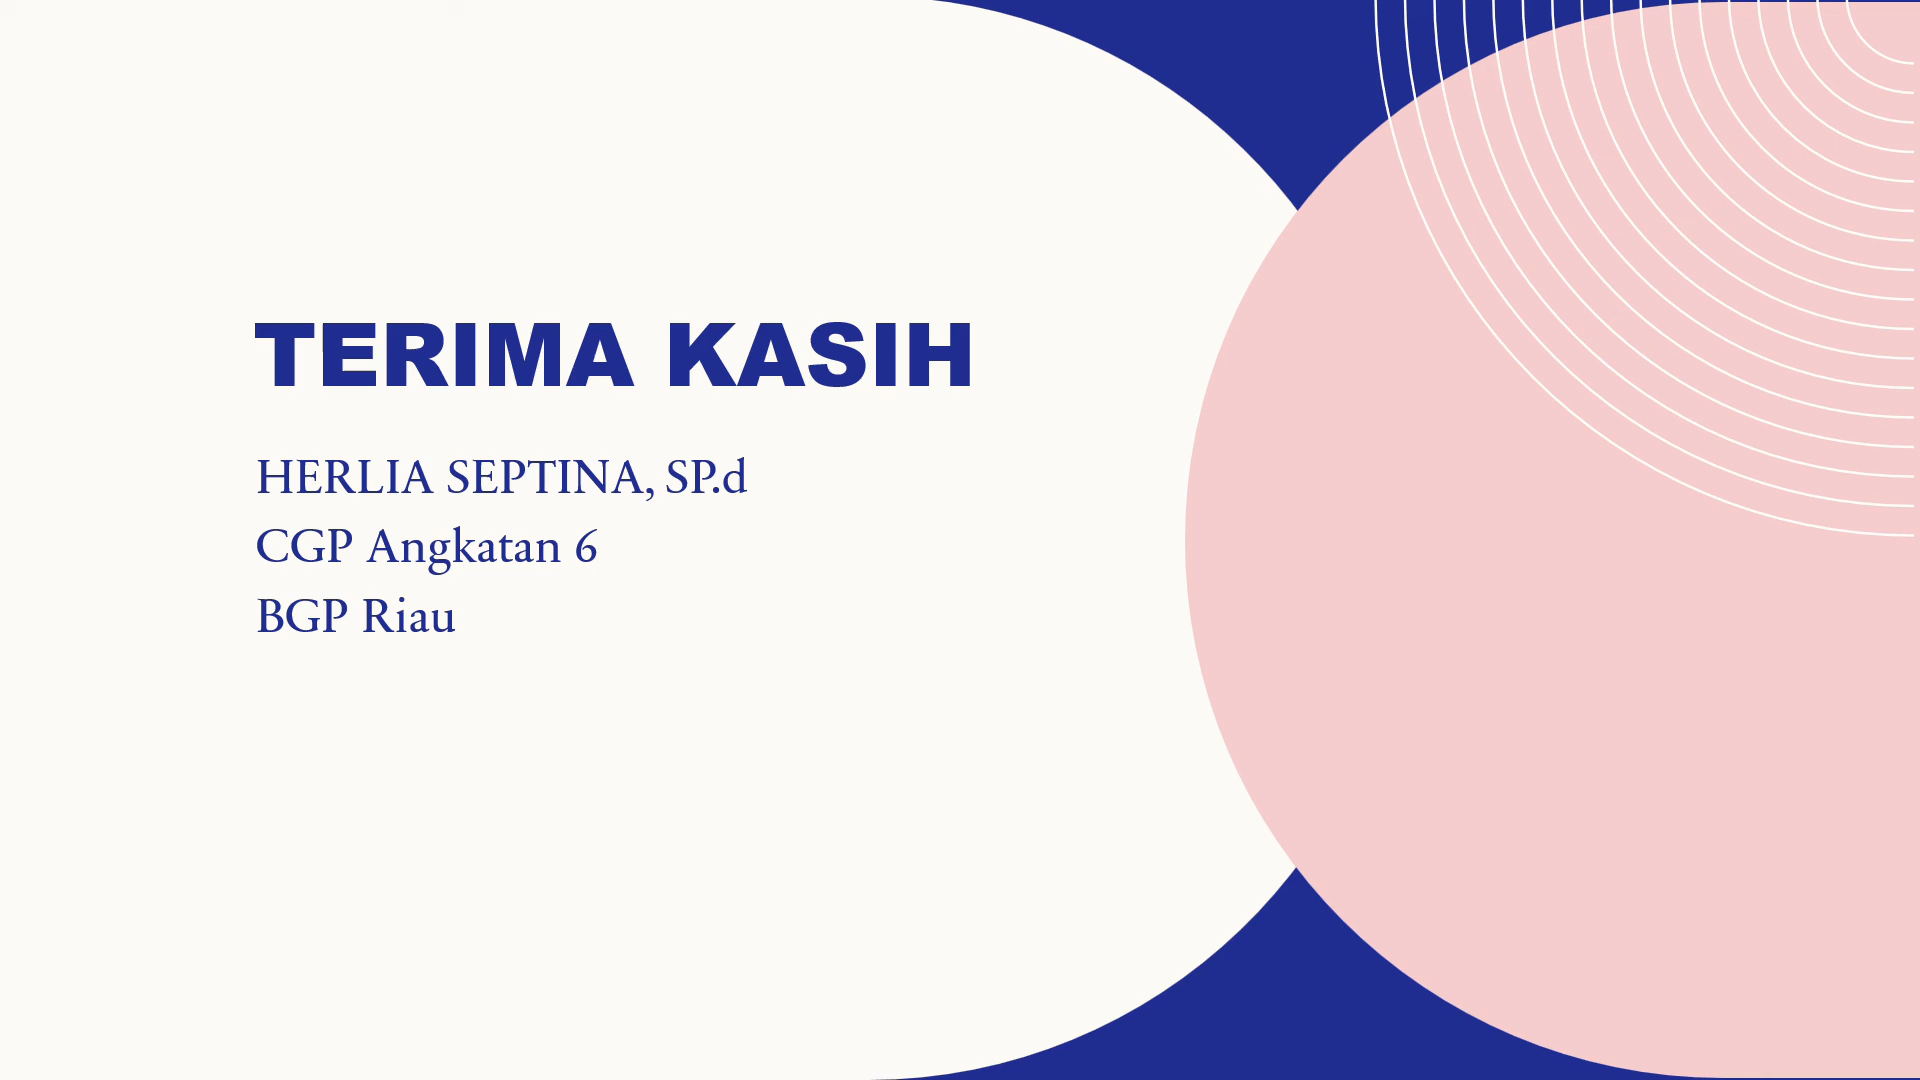 TERIMA KASIH
HERLIA SEPTINA, SP.d
CGP Angkatan 6
BGP Riau